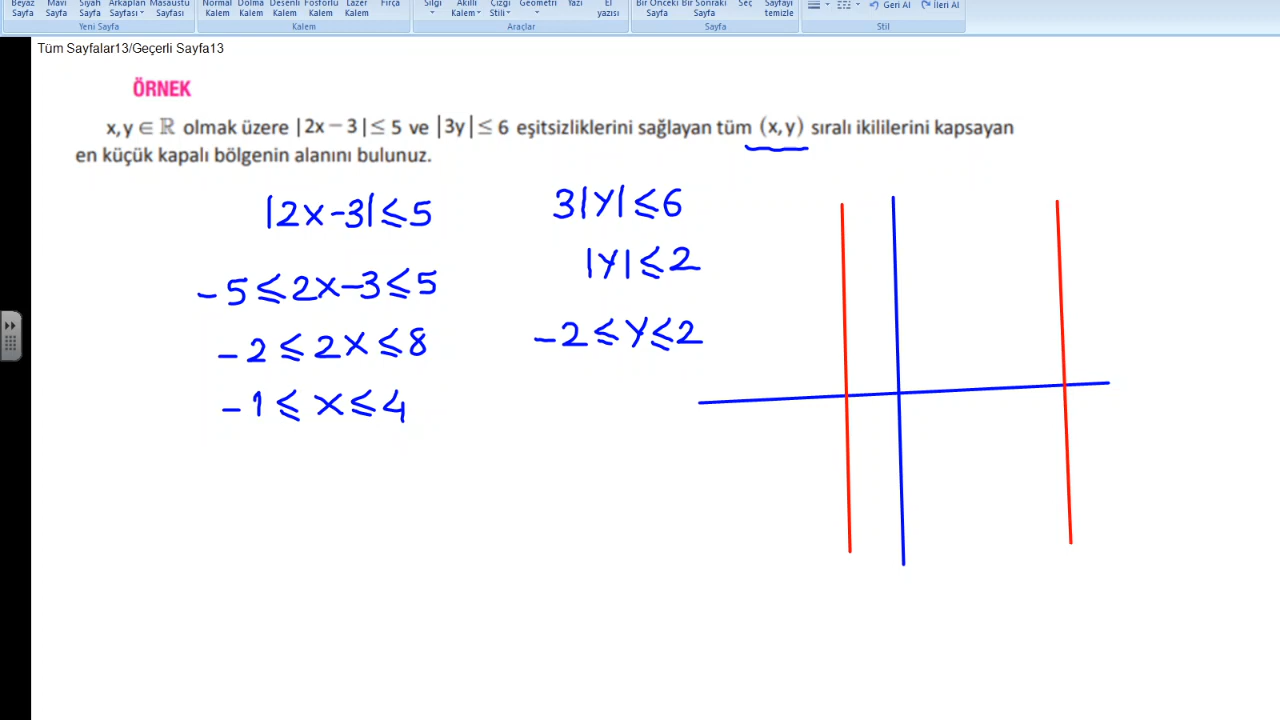 Beyaz Sayfa
Mavi Sayfa
Siyah Sayfa
Arkaplan Sayfası
Masaüstü Sayfası
Normal Kalem
Dolma Kalem
Desenli Kalem
Fosforlu Kalem
Lazer Kalem
Fırça
Silgi
Akıllı Kalem
Çizgi Stili
Geometri
Yazı
El yazısı
Bir Önceki Sayfa
Bir Sonraki Sayfa
Seç
Sayfayı temizle
Geri Al
İleri Al
Yeni Sayfa
Kalem
Araçlar
Sayfa
Stil
Tüm Sayfalar13/Geçerli Sayfa13
ÖRNEK
x, y ∈ ℝ olmak üzere |2x − 3| ≤ 5 ve |3y| ≤ 6 eşitsizliklerini sağlayan tüm (x, y) sıralı ikililerini kapsayan
en küçük kapalı bölgenin alanını bulunuz.
|2x-3| ≤ 5
-5 ≤ 2x-3 ≤ 5
-2 ≤ 2x ≤ 8
-1 ≤ x ≤ 4
3|y| ≤ 6
|y| ≤ 2
-2 ≤ y ≤ 2